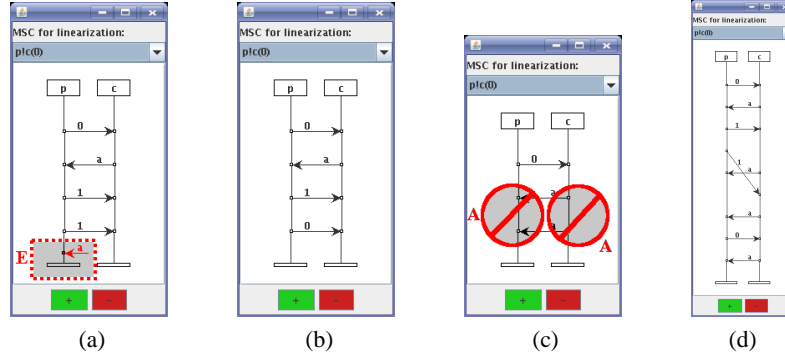 MSC for linearization:
p!c(0)
p c
0
a
1
1
a
E
+ -
(a)
MSC for linearization:
p!c(0)
p c
0
a
1
0
+ -
(b)
MSC for linearization:
p!c(0)
p c
0
a
A
a
A
+ -
(c)
MSC for linearization:
p!c(0)
p c
0
a
1
1
a
a
0
a
+ -
(d)